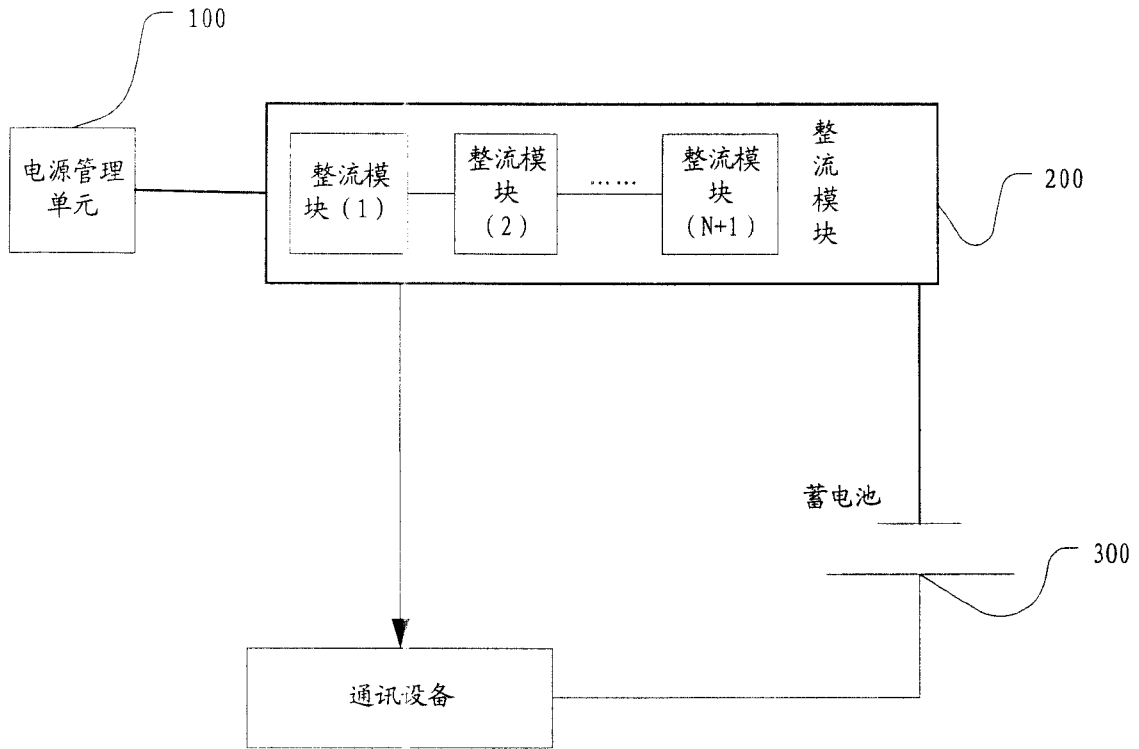 100
电源管理
单元
整流模
块(1)
整流模
块
(2)
……
整流模
块
(N+1)
整流模块
200
蓄电池
300
通讯设备